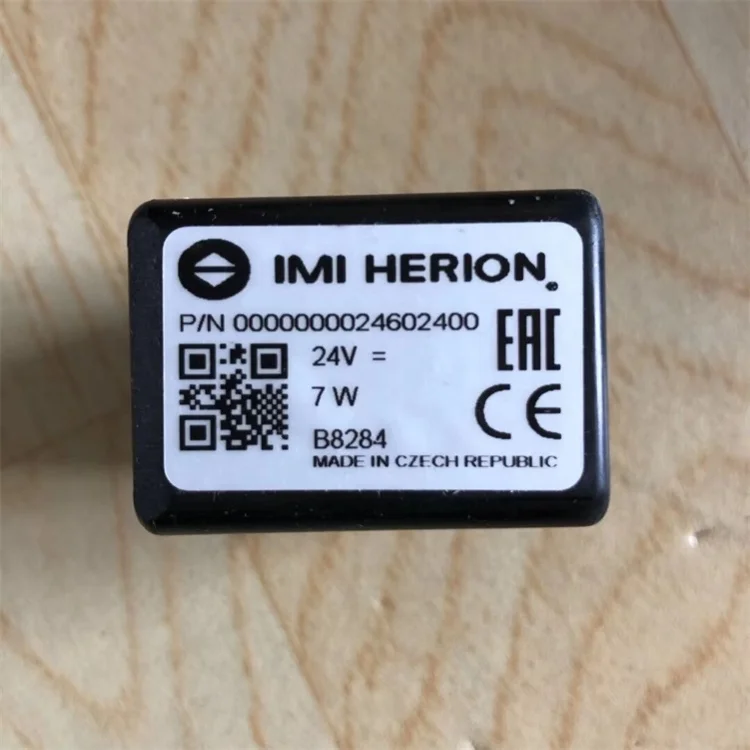 IMI HERION®
P/N 0000000024602400
24V =
7 W
EAC
CE
B8284
MADE IN CZECH REPUBLIC